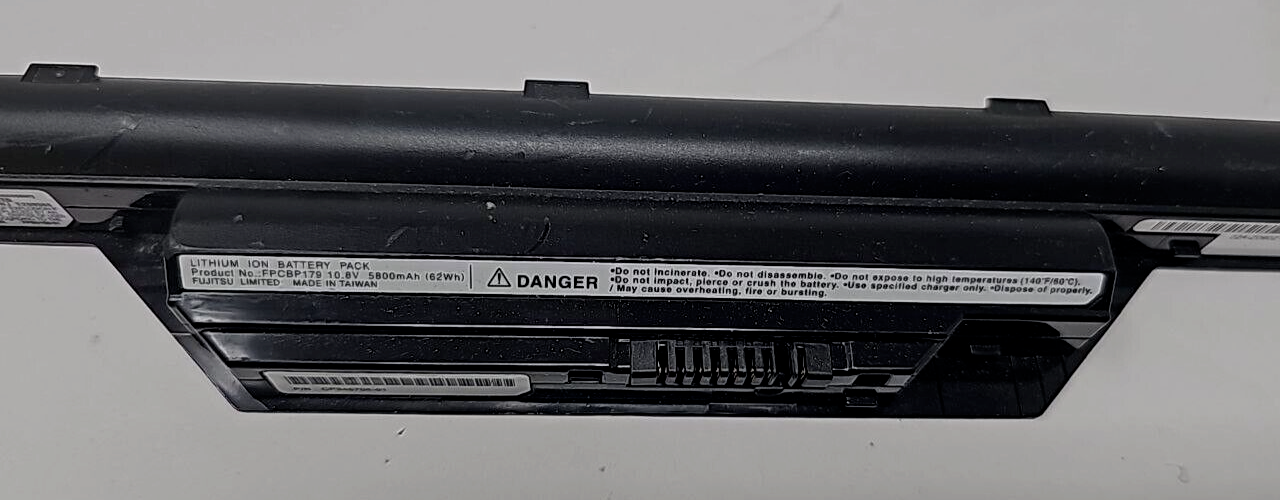 LITHIUM ION BATTERY PACK
Product No.:FPCBP179 10.8V 5800mAh (62Wh)
FUJITSU LIMITED MADE IN TAIWAN
⚠ DANGER
•Do not incinerate. •Do not disassemble. •Do not expose to high temperatures (140°F/60°C),
•Do not impact, pierce or crush the battery. •Use specified charger only. •Dispose of properly.
/ May cause overheating, fire or bursting.
P/N